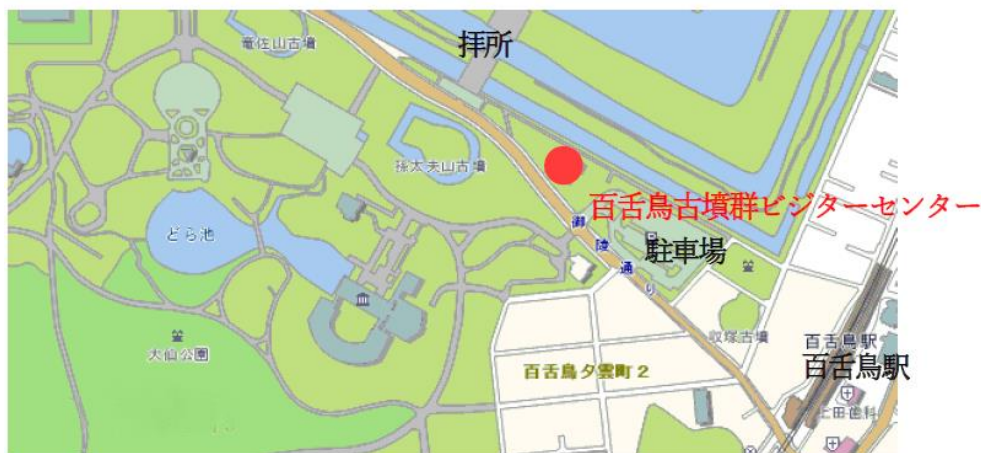 拝所
竜佐山古墳
孫太夫山古墳
百舌鳥古墳群ビジターセンター
御陵通り
どら池
駐車場
大仙公園
収塚古墳
百舌鳥駅
百舌鳥駅
百舌鳥夕雲町2
上田歯科